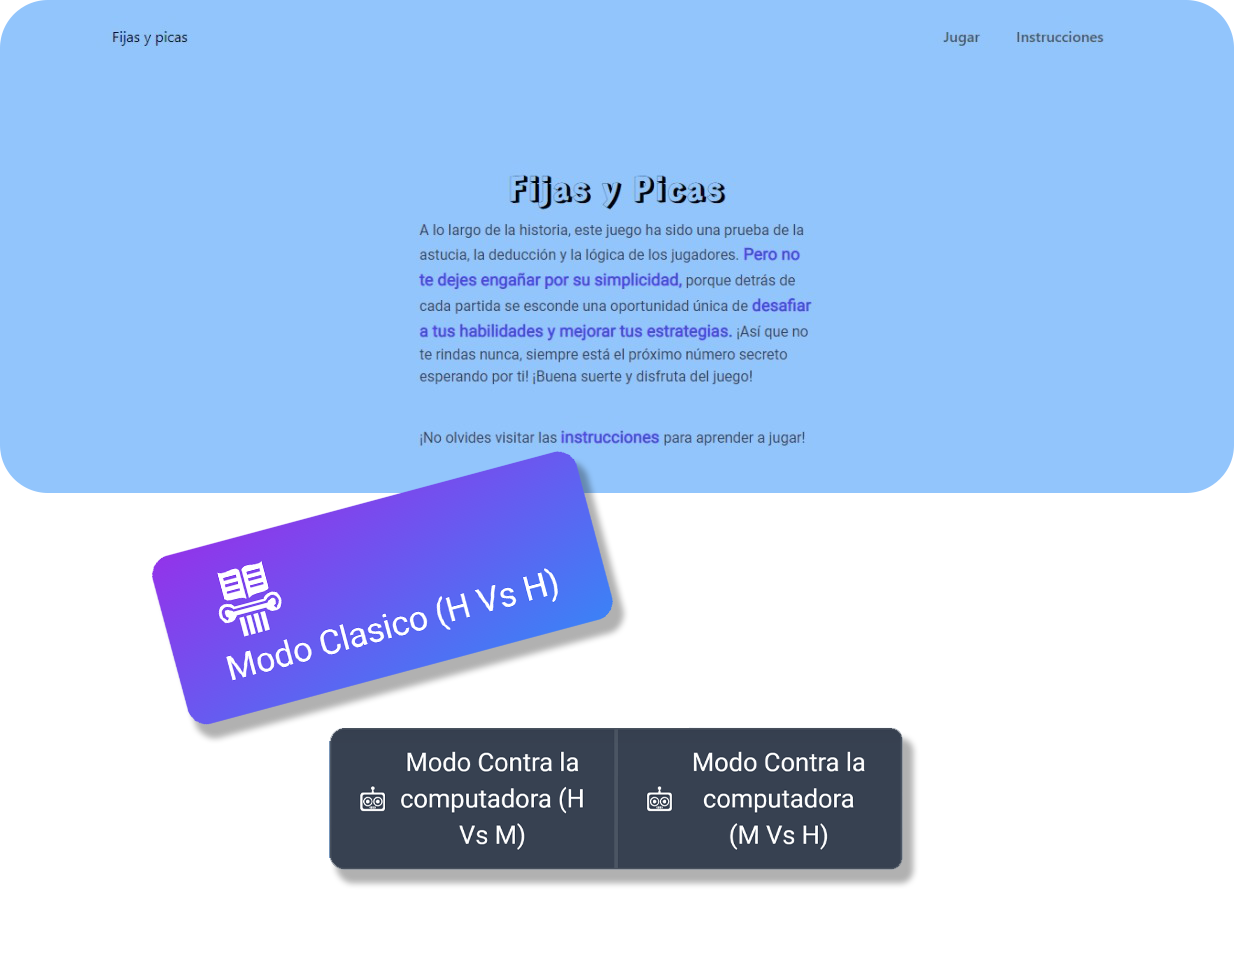 Fijas y picas
Jugar
Instrucciones
Fijas y Picas
A lo largo de la historia, este juego ha sido una prueba de la
astucia, la deducción y la lógica de los jugadores. Pero no
te dejes engañar por su simplicidad, porque detrás de
cada partida se esconde una oportunidad única de desafiar
a tus habilidades y mejorar tus estrategias. ¡Así que no
te rindas nunca, siempre está el próximo número secreto
esperando por ti! ¡Buena suerte y disfruta del juego!
¡No olvides visitar las instrucciones para aprender a jugar!
Modo Clasico (H Vs H)
Modo Contra la
computadora (H
Vs M)
Modo Contra la
computadora
(M Vs H)